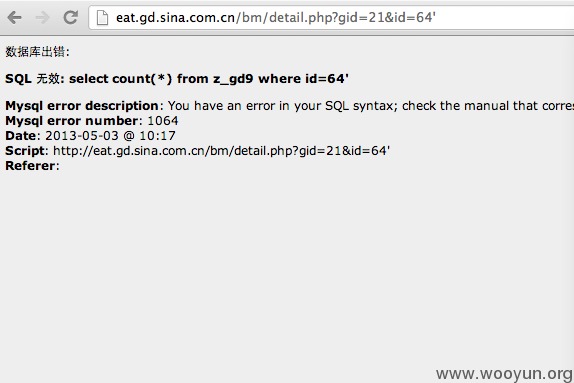 eat.gd.sina.com.cn/bm/detail.php?gid=21&id=64'
数据库出错:
SQL 无效: select count(*) from z_gd9 where id=64'
Mysql error description: You have an error in your SQL syntax; check the manual that corres
Mysql error number: 1064
Date: 2013-05-03 @ 10:17
Script: http://eat.gd.sina.com.cn/bm/detail.php?gid=21&id=64'
Referer:
www.wooyun.org